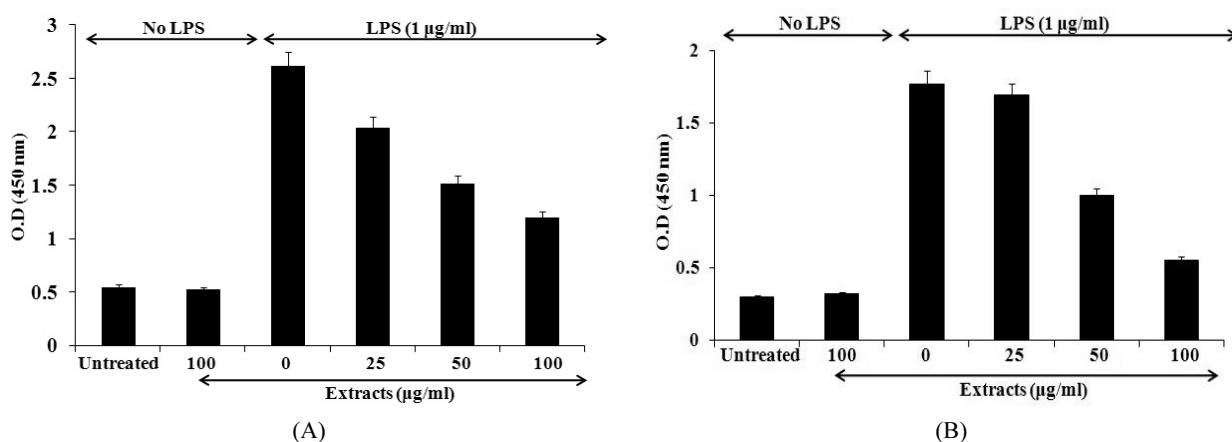 No LPS LPS (1 µg/ml)
3
2.5
2
1.5
1
0.5
0
O.D (450 nm)
Untreated 100 0 25 50 100
Extracts (µg/ml)
(A)
No LPS LPS (1 µg/ml)
2
1.5
1
0.5
0
O.D (450 nm)
Untreated 100 0 25 50 100
Extracts (µg/ml)
(B)